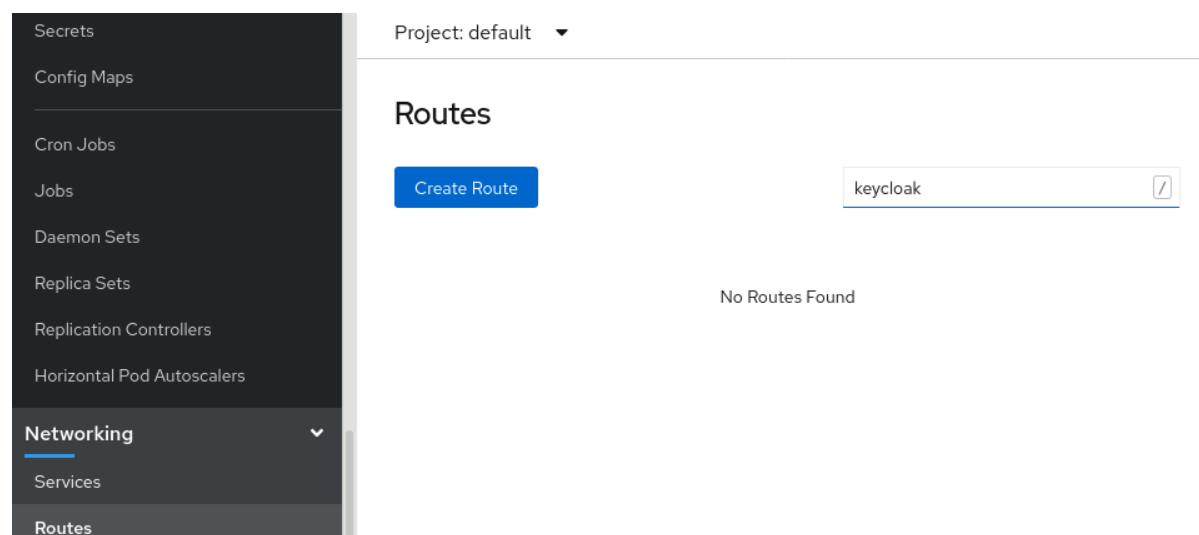 Secrets
Config Maps
Cron Jobs
Jobs
Daemon Sets
Replica Sets
Replication Controllers
Horizontal Pod Autoscalers
Networking
Services
Routes
Project: default
Routes
Create Route
keycloak /
No Routes Found